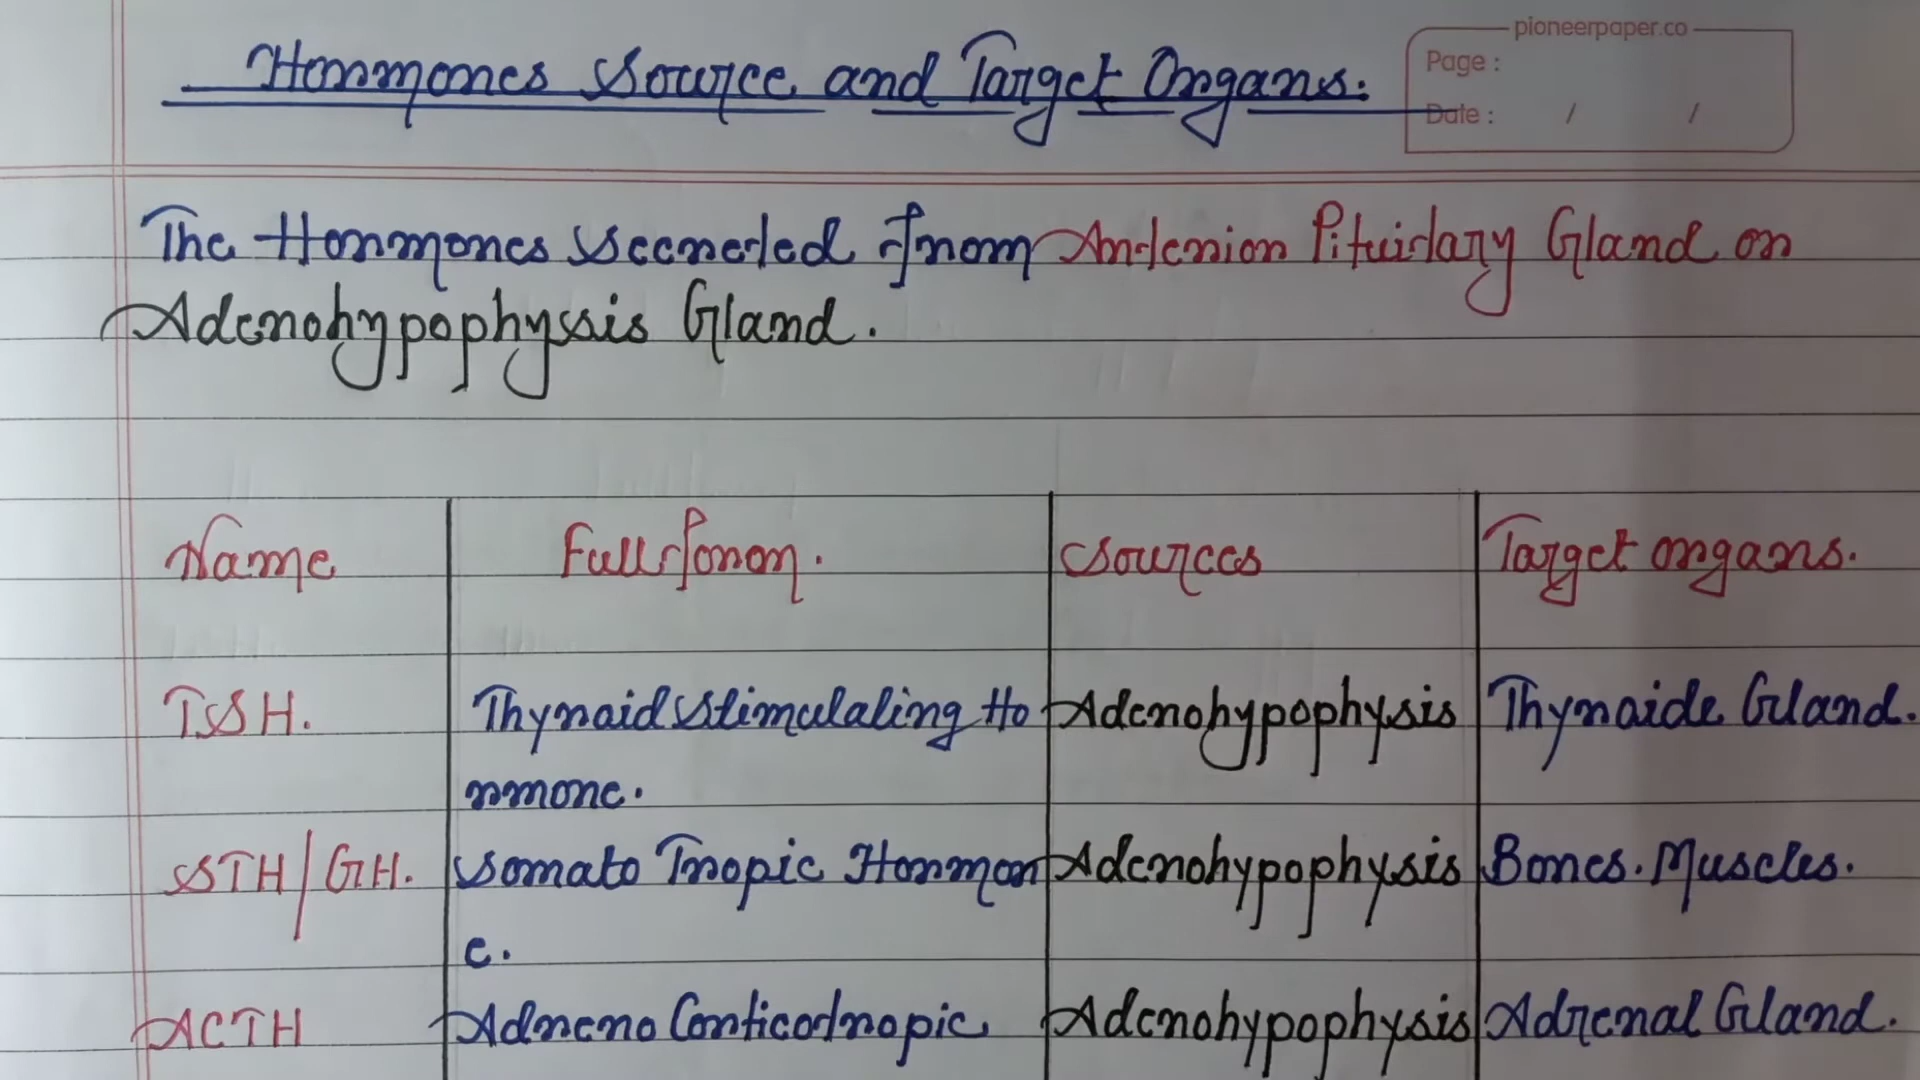 Hormones Source and Target Organs.
pioneerpaper.co
Page :
Date : / /
The Hormones Secreted from Anterior Pituitary Gland or
Adenohypophysis Gland.
Name Full form. Sources Target organs.
TSH. Thyroid Stimulating Ho Adenohypophysis Thyroide Gland.
rmone.
STH/GH. Somato Tropic Hormon Adenohypophysis Bones. Muscles.
e.
ACTH Adreno Corticotropic Adenohypophysis Adrenal Gland.